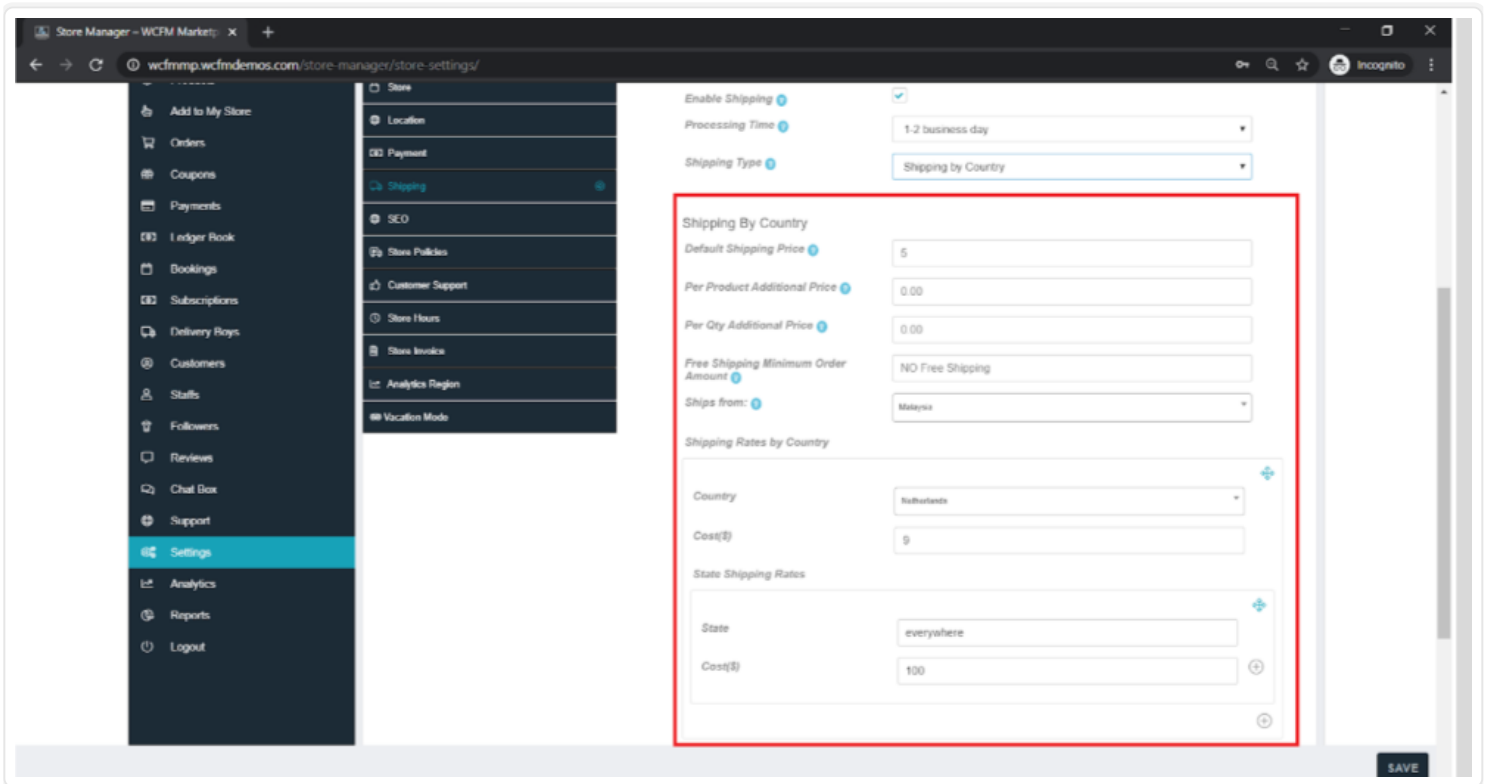 Store Manager – WCFM Marketp
wcfmmp.wcfmdemos.com/store-manager/store-settings/
Incognito
Products
Add to My Store
Orders
Coupons
Payments
Ledger Book
Bookings
Subscriptions
Delivery Boys
Customers
Staffs
Followers
Reviews
Chat Box
Support
Settings
Analytics
Reports
Logout
Store
Location
Payment
Shipping
SEO
Store Policies
Customer Support
Store Hours
Store Invoice
Analytics Region
Vacation Mode
Enable Shipping
Processing Time
1-2 business day
Shipping Type
Shipping by Country
Shipping By Country
Default Shipping Price
5
Per Product Additional Price
0.00
Per Qty Additional Price
0.00
Free Shipping Minimum Order
Amount
NO Free Shipping
Ships from:
Malaysia
Shipping Rates by Country
Country
Netherlands
Cost($)
9
State Shipping Rates
State
everywhere
Cost($)
100
SAVE